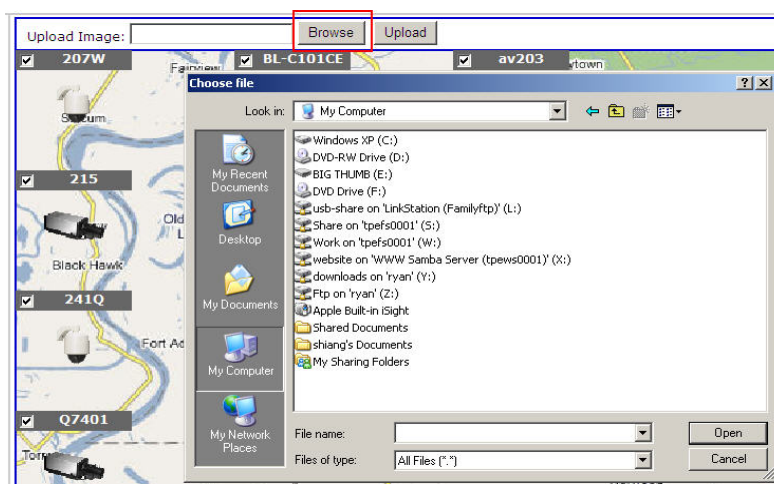 Upload Image:
Browse
Upload
207W
BL-C101CE
av203
Fairview
Choose file
Look in:
My Computer
My Recent Documents
Desktop
My Documents
My Computer
My Network Places
Windows XP (C:)
DVD-RW Drive (D:)
BIG THUMB (E:)
DVD Drive (F:)
usb-share on 'LinkStation (Familyftp)' (L:)
Share on 'tpefs0001' (S:)
Work on 'tpefs0001' (W:)
website on 'WWW Samba Server (tpews0001)' (X:)
downloads on 'ryan' (Y:)
Ftp on 'ryan' (Z:)
Apple Built-in iSight
Shared Documents
shiang's Documents
My Sharing Folders
File name:
Open
Files of type:
All Files (*.*)
Cancel
215
Old
Black Hawk
241Q
Fort
Q7401